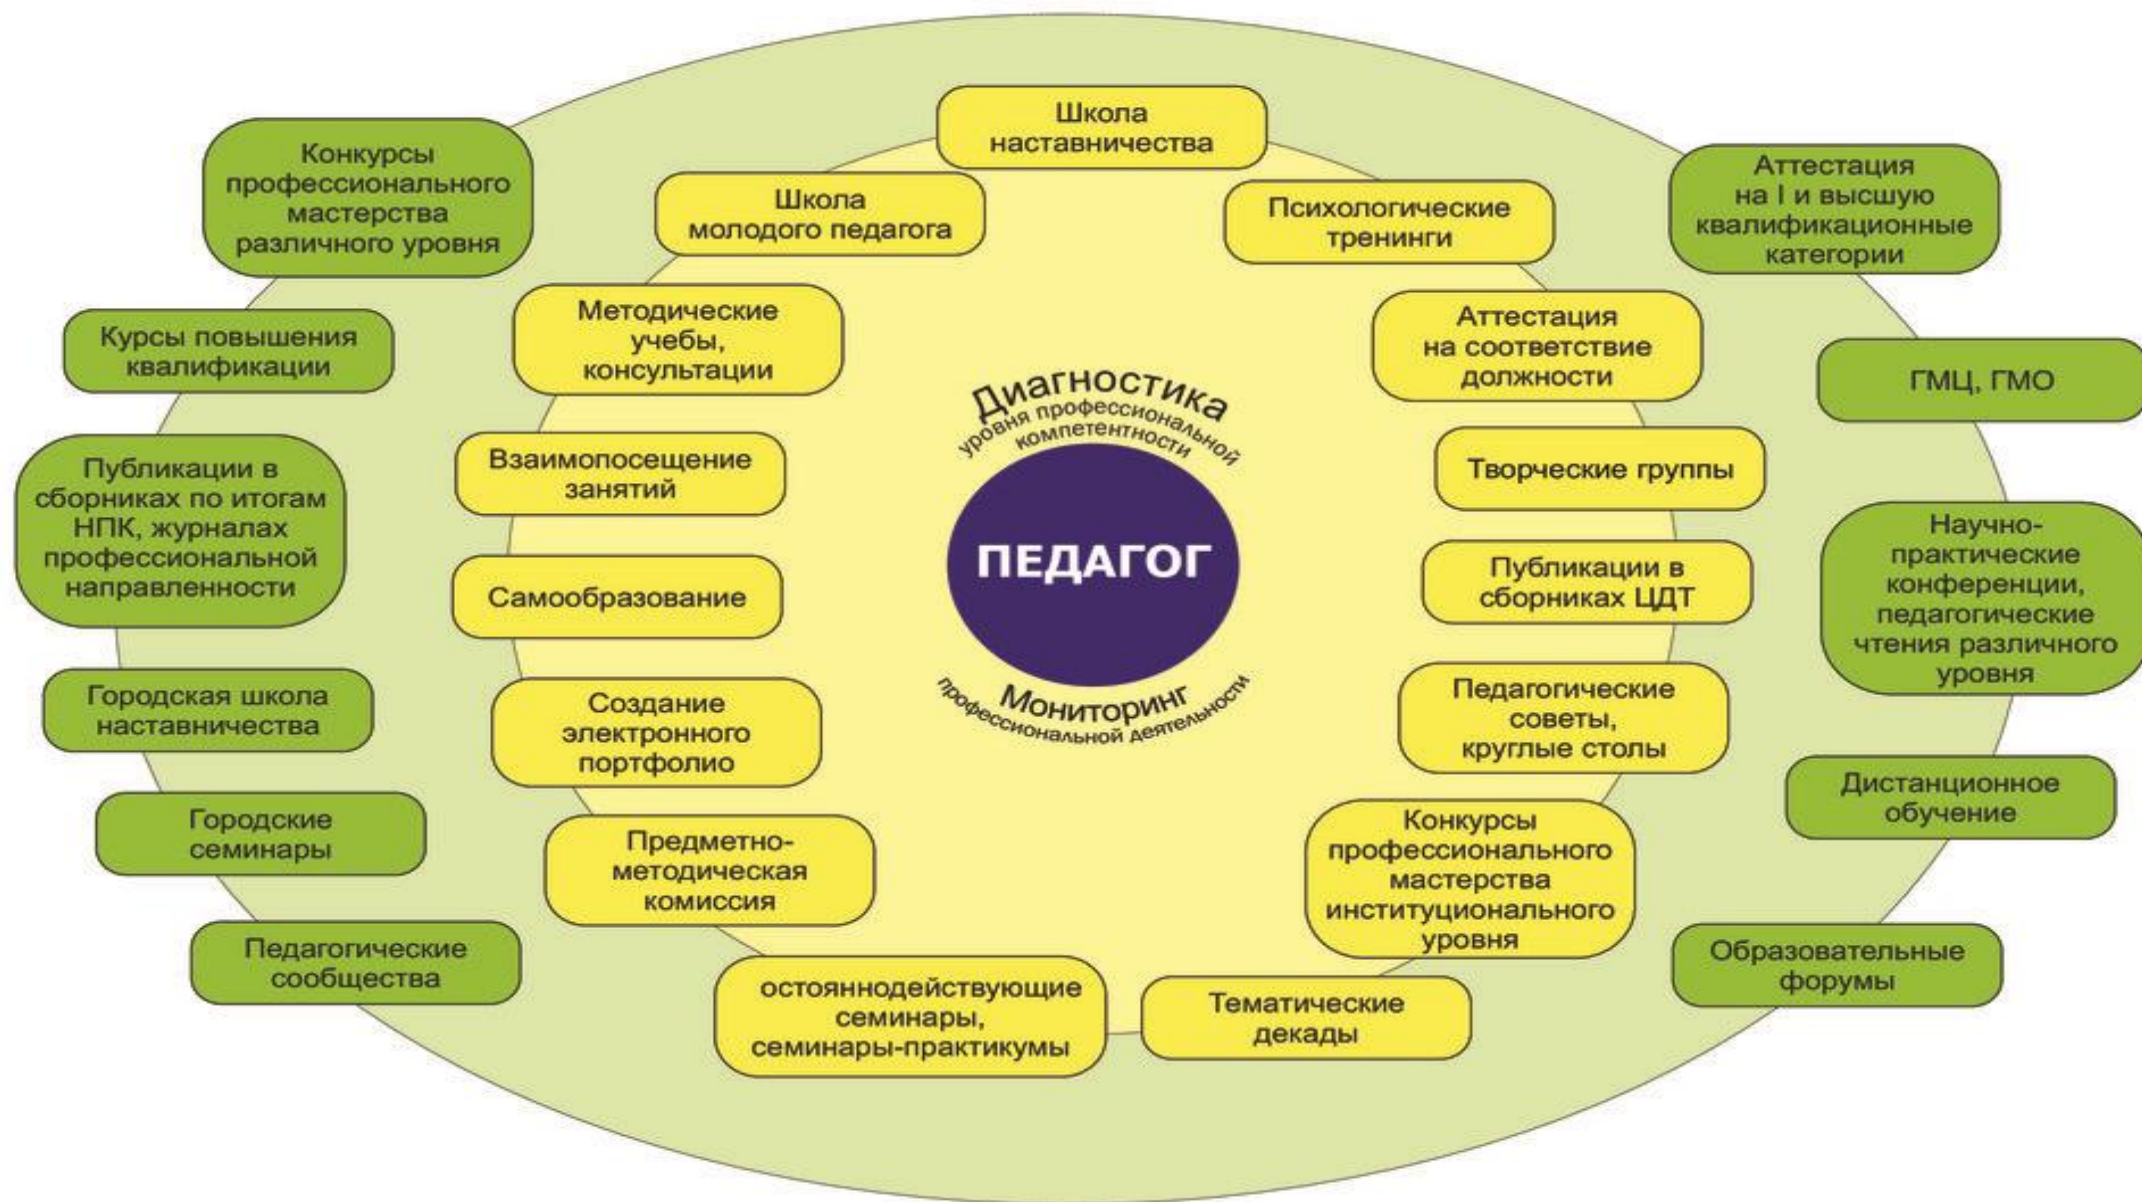 Школа
наставничества
Конкурсы
профессионального
мастерства
различного уровня
Школа
молодого педагога
Психологические
тренинги
Аттестация
на I и высшую
квалификационные
категории
Курсы повышения
квалификации
Методические
учебы,
консультации
Аттестация
на соответствие
должности
ГМЦ, ГМО
Диагностика
уровня профессиональной
компетентности
Публикации в
сборниках по итогам
НПК, журналах
профессиональной
направленности
Взаимопосещение
занятий
Творческие группы
ПЕДАГОГ
Научно-
практические
конференции,
педагогические
чтения различного
уровня
Самообразование
Публикации в
сборниках ЦДТ
Мониторинг
профессиональной деятельности
Городская школа
наставничества
Создание
электронного
портфолио
Педагогические
советы,
круглые столы
Дистанционное
обучение
Городские
семинары
Предметно-
методическая
комиссия
Конкурсы
профессионального
мастерства
институционального
уровня
Педагогические
сообщества
остояннодействующие
семинары,
семинары-практикумы
Тематические
декады
Образовательные
форумы